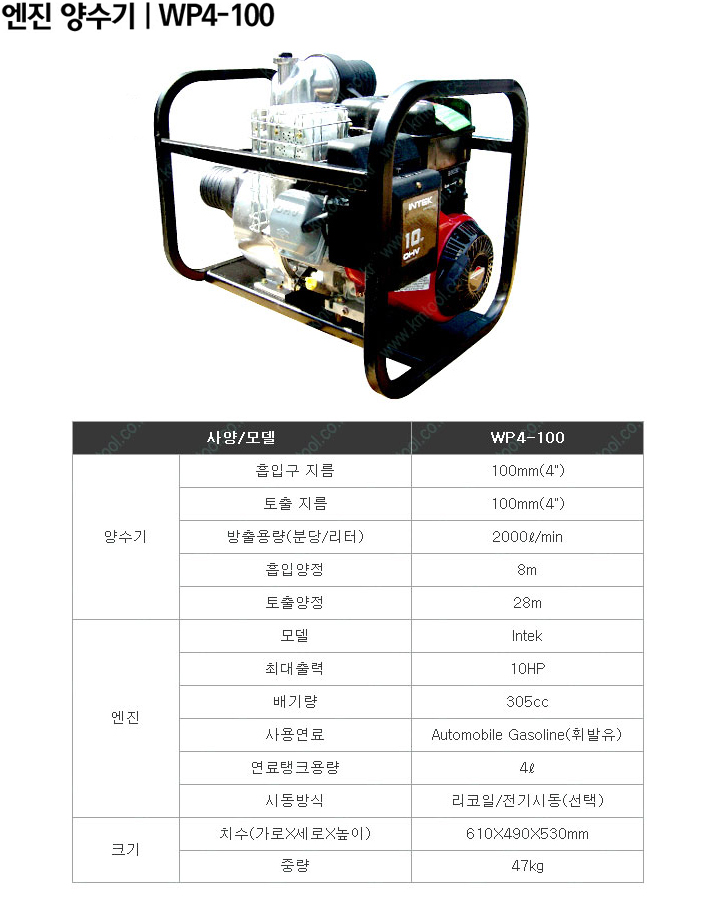 엔진 양수기 | WP4-100
www.kmtool.co.kr
INTEK
10
OHV
사양/모델 WP4-100
양수기 흡입구 지름 100mm(4")
토출 지름 100mm(4")
방출용량(분당/리터) 2000ℓ/min
흡입양정 8m
토출양정 28m
엔진 모델 Intek
최대출력 10HP
배기량 305cc
사용연료 Automobile Gasoline(휘발유)
연료탱크용량 4ℓ
시동방식 리코일/전기시동(선택)
크기 치수(가로X세로X높이) 610X490X530mm
중량 47kg